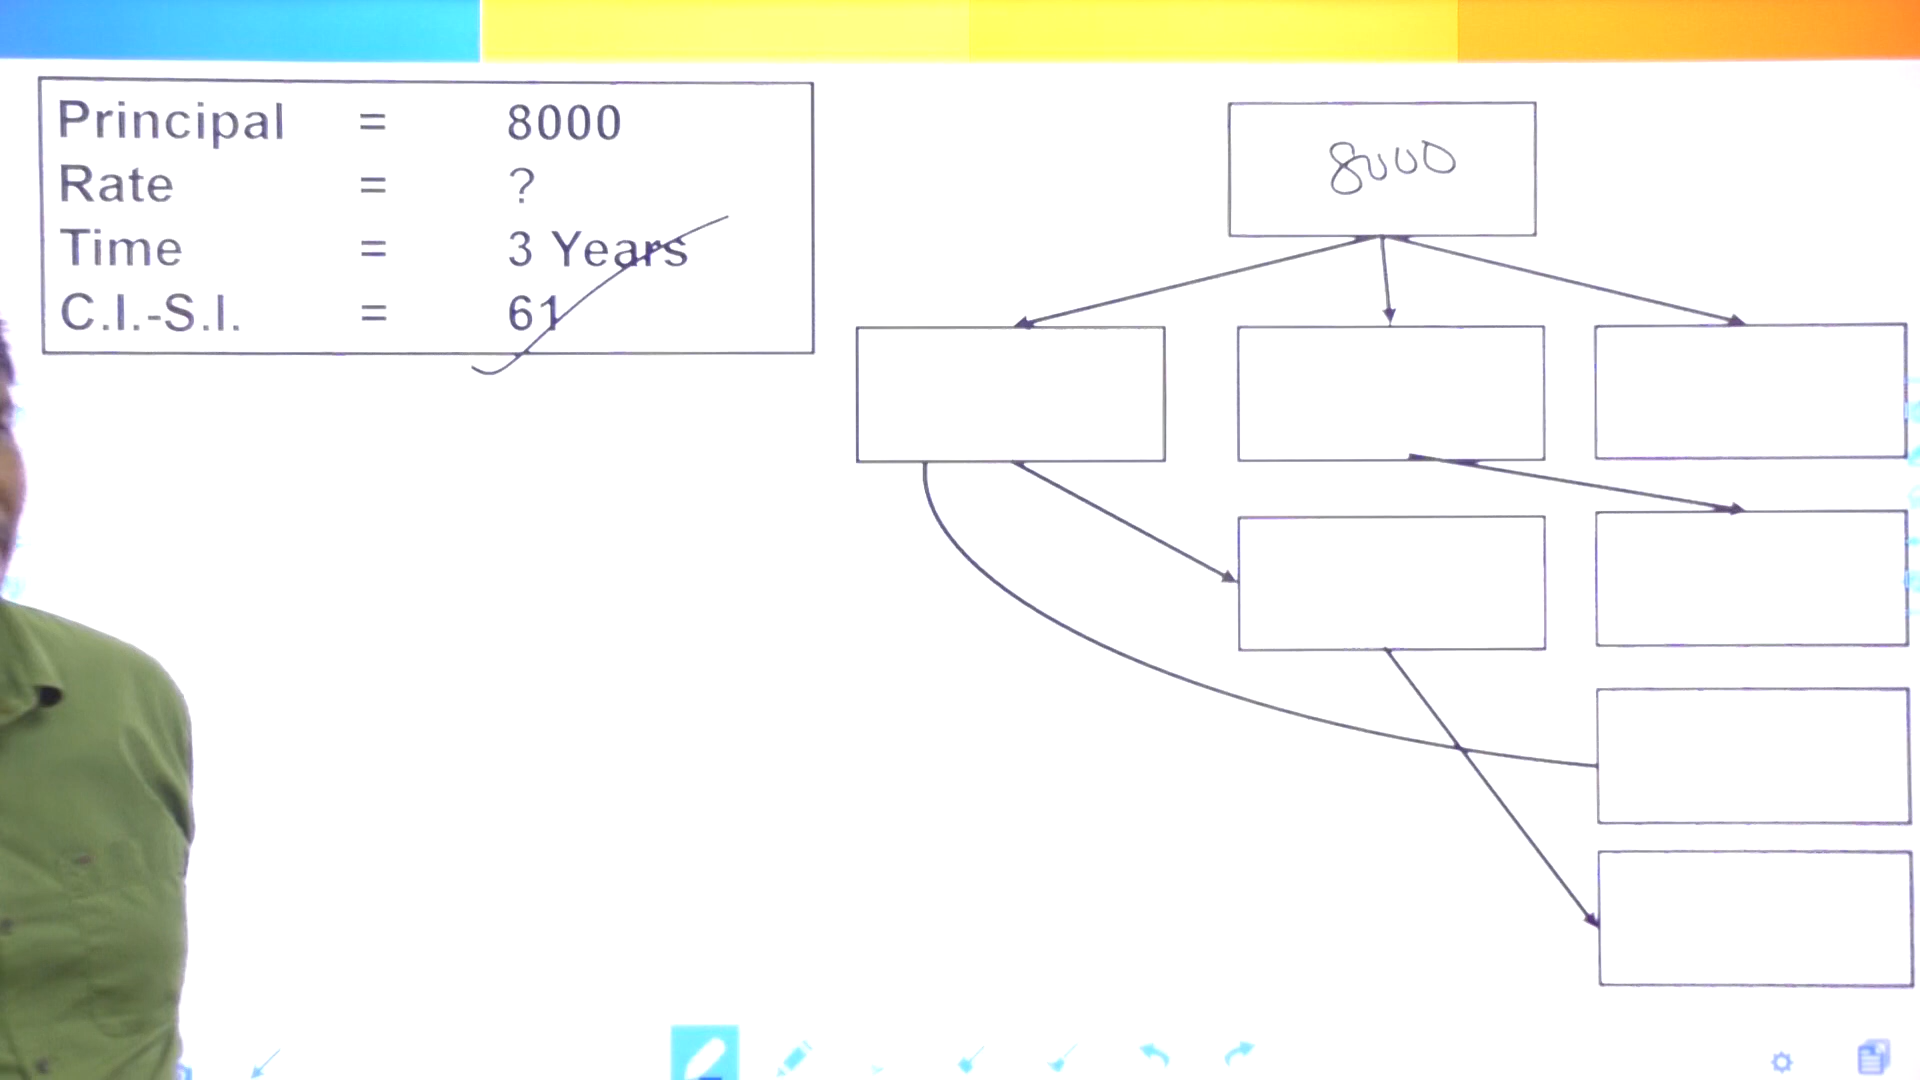 Principal = 8000
Rate = ?
Time = 3 Years
C.I.-S.I. = 61
8000